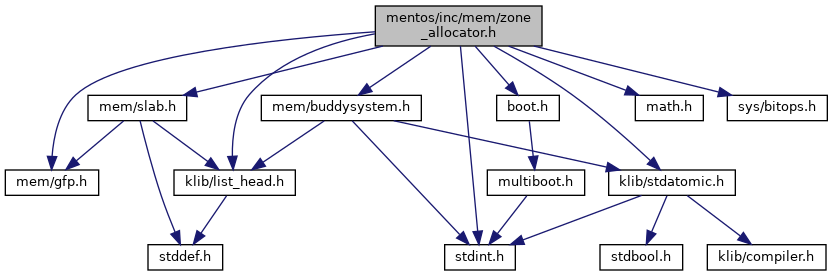 mentos/inc/mem/zone
_allocator.h
mem/slab.h
mem/buddysystem.h
boot.h
math.h
sys/bitops.h
mem/gfp.h
klib/list_head.h
multiboot.h
klib/stdatomic.h
stddef.h
stdint.h
stdbool.h
klib/compiler.h